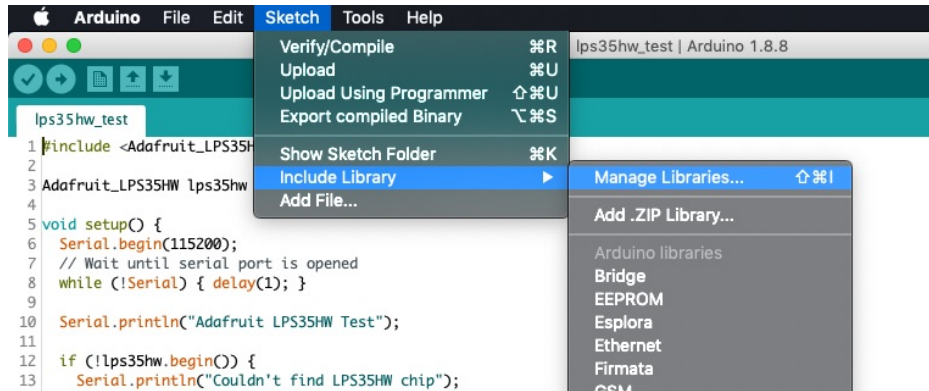 Arduino File Edit Sketch Tools Help
lps35hw_test | Arduino 1.8.8
Verify/Compile ⌘R
Upload ⌘U
Upload Using Programmer ⇧⌘U
Export compiled Binary ⌥⌘S
Show Sketch Folder ⌘K
Include Library ▶
Add File...
Manage Libraries... ⇧⌘I
Add .ZIP Library...
Arduino libraries
Bridge
EEPROM
Esplora
Ethernet
Firmata
GSM
lps35hw_test
1 #include <Adafruit_LPS35H
2
3 Adafruit_LPS35HW lps35hw
4
5 void setup() {
6 Serial.begin(115200);
7 // Wait until serial port is opened
8 while (!Serial) { delay(1); }
9
10 Serial.println("Adafruit LPS35HW Test");
11
12 if (!lps35hw.begin()) {
13 Serial.println("Couldn't find LPS35HW chip");